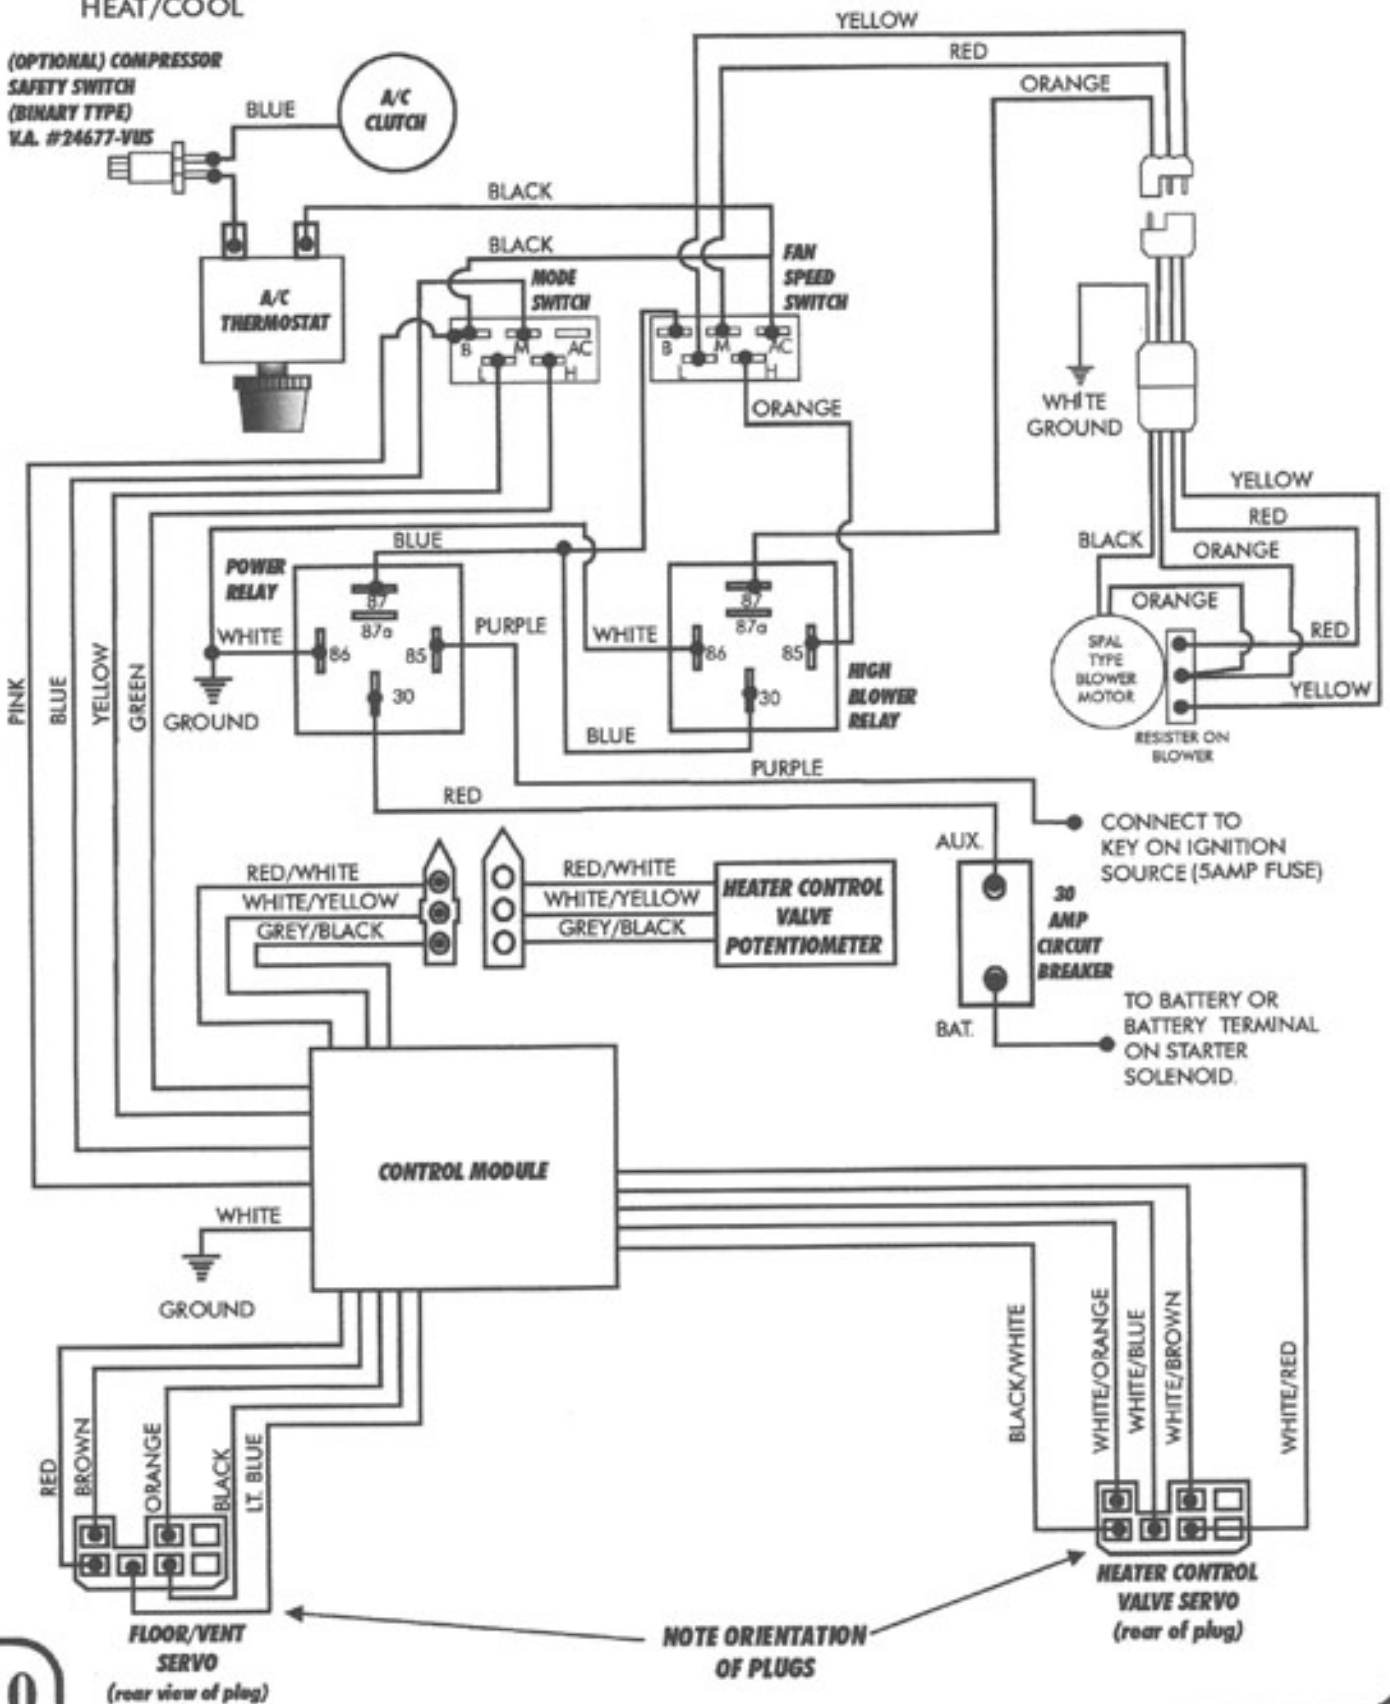 HEAT/COOL
(OPTIONAL) COMPRESSOR
SAFETY SWITCH
(BINARY TYPE)
V.A. #24677-VUS
BLUE
A/C
CLUTCH
YELLOW
RED
ORANGE
BLACK
BLACK
A/C
THERMOSTAT
MODE
SWITCH
B
M
AC
L
H
FAN
SPEED
SWITCH
B
M
AC
L
H
ORANGE
WHITE
GROUND
YELLOW
RED
BLACK
ORANGE
ORANGE
RED
YELLOW
SPAL
TYPE
BLOWER
MOTOR
RESISTER ON
BLOWER
BLUE
POWER
RELAY
87
87a
86
85
30
WHITE
PURPLE
GROUND
WHITE
87
87a
86
85
30
HIGH
BLOWER
RELAY
BLUE
PINK
BLUE
YELLOW
GREEN
PURPLE
RED
CONNECT TO
KEY ON IGNITION
SOURCE (5AMP FUSE)
AUX.
30
AMP
CIRCUIT
BREAKER
BAT.
TO BATTERY OR
BATTERY TERMINAL
ON STARTER
SOLENOID.
RED/WHITE
WHITE/YELLOW
GREY/BLACK
RED/WHITE
WHITE/YELLOW
GREY/BLACK
HEATER CONTROL
VALVE
POTENTIOMETER
CONTROL MODULE
WHITE
GROUND
RED
BROWN
ORANGE
BLACK
LT. BLUE
BLACK/WHITE
WHITE/ORANGE
WHITE/BLUE
WHITE/BROWN
WHITE/RED
FLOOR/VENT
SERVO
(rear view of plug)
NOTE ORIENTATION
OF PLUGS
HEATER CONTROL
VALVE SERVO
(rear of plug)